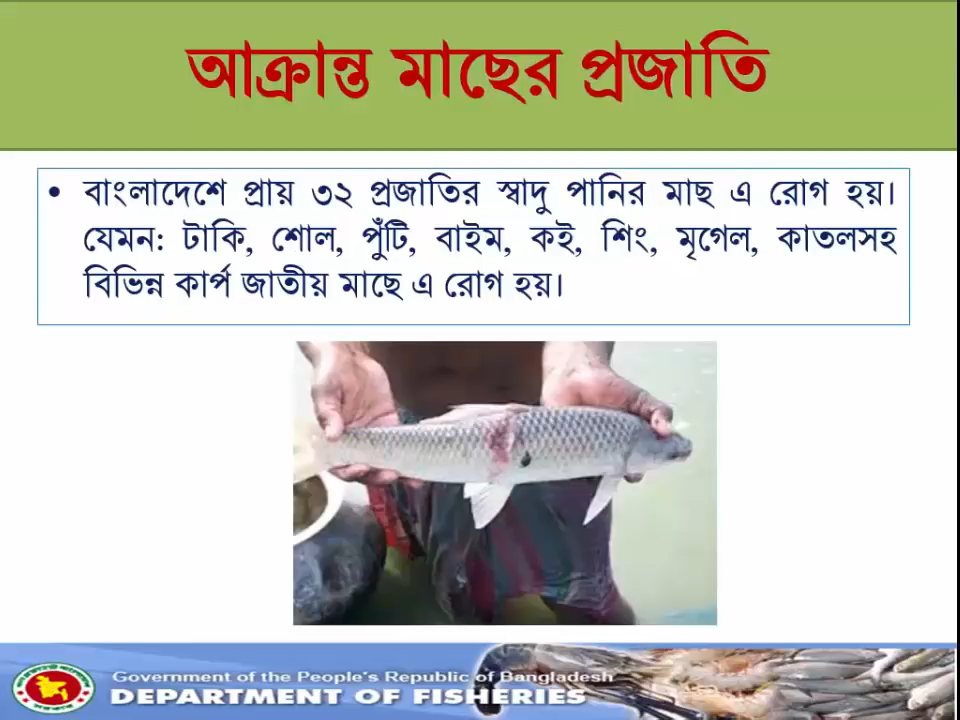 আক্রান্ত মাছের প্রজাতি
• বাংলাদেশে প্রায় ৩২ প্রজাতির স্বাদু পানির মাছ এ রোগ হয়।
যেমন: টাকি, শোল, পুঁটি, বাইম, কই, শিং, মৃগেল, কাতলসহ
বিভিন্ন কার্প জাতীয় মাছে এ রোগ হয়।
Government of the People's Republic of Bangladesh
DEPARTMENT OF FISHERIES